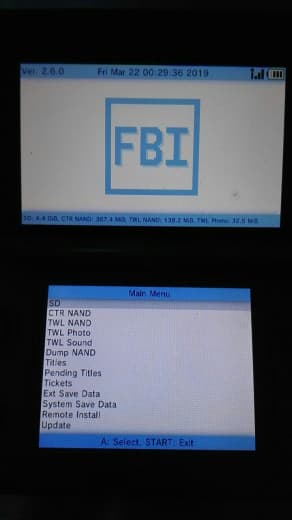 Ver. 2.6.0 Fri Mar 22 00:29:36 2019
FBI
SD: 4.8 GiB, CTR NAND: 367.4 MiB, TWL NAND: 139.2 MiB, TWL Photo: 32.5 MiB
Main Menu
SD
CTR NAND
TWL NAND
TWL Photo
TWL Sound
Dump NAND
Titles
Pending Titles
Tickets
Ext Save Data
System Save Data
Remote Install
Update
A: Select, START: Exit